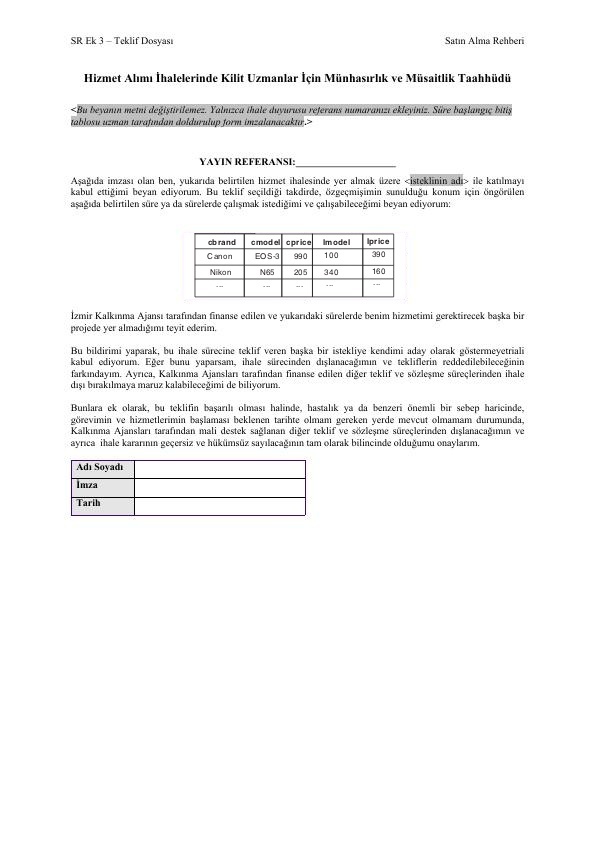 SR Ek 3 – Teklif Dosyası Satın Alma Rehberi
Hizmet Alımı İhalelerinde Kilit Uzmanlar İçin Münhasırlık ve Müsaitlik Taahhüdü
<Bu beyanın metni değiştirilemez. Yalnızca ihale duyurusu referans numaranızı ekleyiniz. Süre başlangıç bitiş
tablosu uzman tarafından doldurulup form imzalanacaktır.>
YAYIN REFERANSI:____________________
Aşağıda imzası olan ben, yukarıda belirtilen hizmet ihalesinde yer almak üzere <isteklinin adı> ile katılmayı
kabul ettiğimi beyan ediyorum. Bu teklif seçildiği takdirde, özgeçmişimin sunulduğu konum için öngörülen
aşağıda belirtilen süre ya da sürelerde çalışmak istediğimi ve çalışabileceğimi beyan ediyorum:
cbrand cmodel cprice lmodel lprice
Canon EOS-3 990 100 390
Nikon N65 205 340 160
... ... ... ... ...
İzmir Kalkınma Ajansı tarafından finanse edilen ve yukarıdaki sürelerde benim hizmetimi gerektirecek başka bir
projede yer almadığımı teyit ederim.
Bu bildirimi yaparak, bu ihale sürecine teklif veren başka bir istekliye kendimi aday olarak göstermeyetriali
kabul ediyorum. Eğer bunu yaparsam, ihale sürecinden dışlanacağımın ve tekliflerin reddedilebileceğinin
farkındayım. Ayrıca, Kalkınma Ajansları tarafından finanse edilen diğer teklif ve sözleşme süreçlerinden ihale
dışı bırakılmaya maruz kalabileceğimi de biliyorum.
Bunlara ek olarak, bu teklifin başarılı olması halinde, hastalık ya da benzeri önemli bir sebep haricinde,
görevimin ve hizmetlerimin başlaması beklenen tarihte olmam gereken yerde mevcut olmamam durumunda,
Kalkınma Ajansları tarafından mali destek sağlanan diğer teklif ve sözleşme süreçlerinden dışlanacağımın ve
ayrıca ihale kararının geçersiz ve hükümsüz sayılacağının tam olarak bilincinde olduğumu onaylarım.
Adı Soyadı
İmza
Tarih